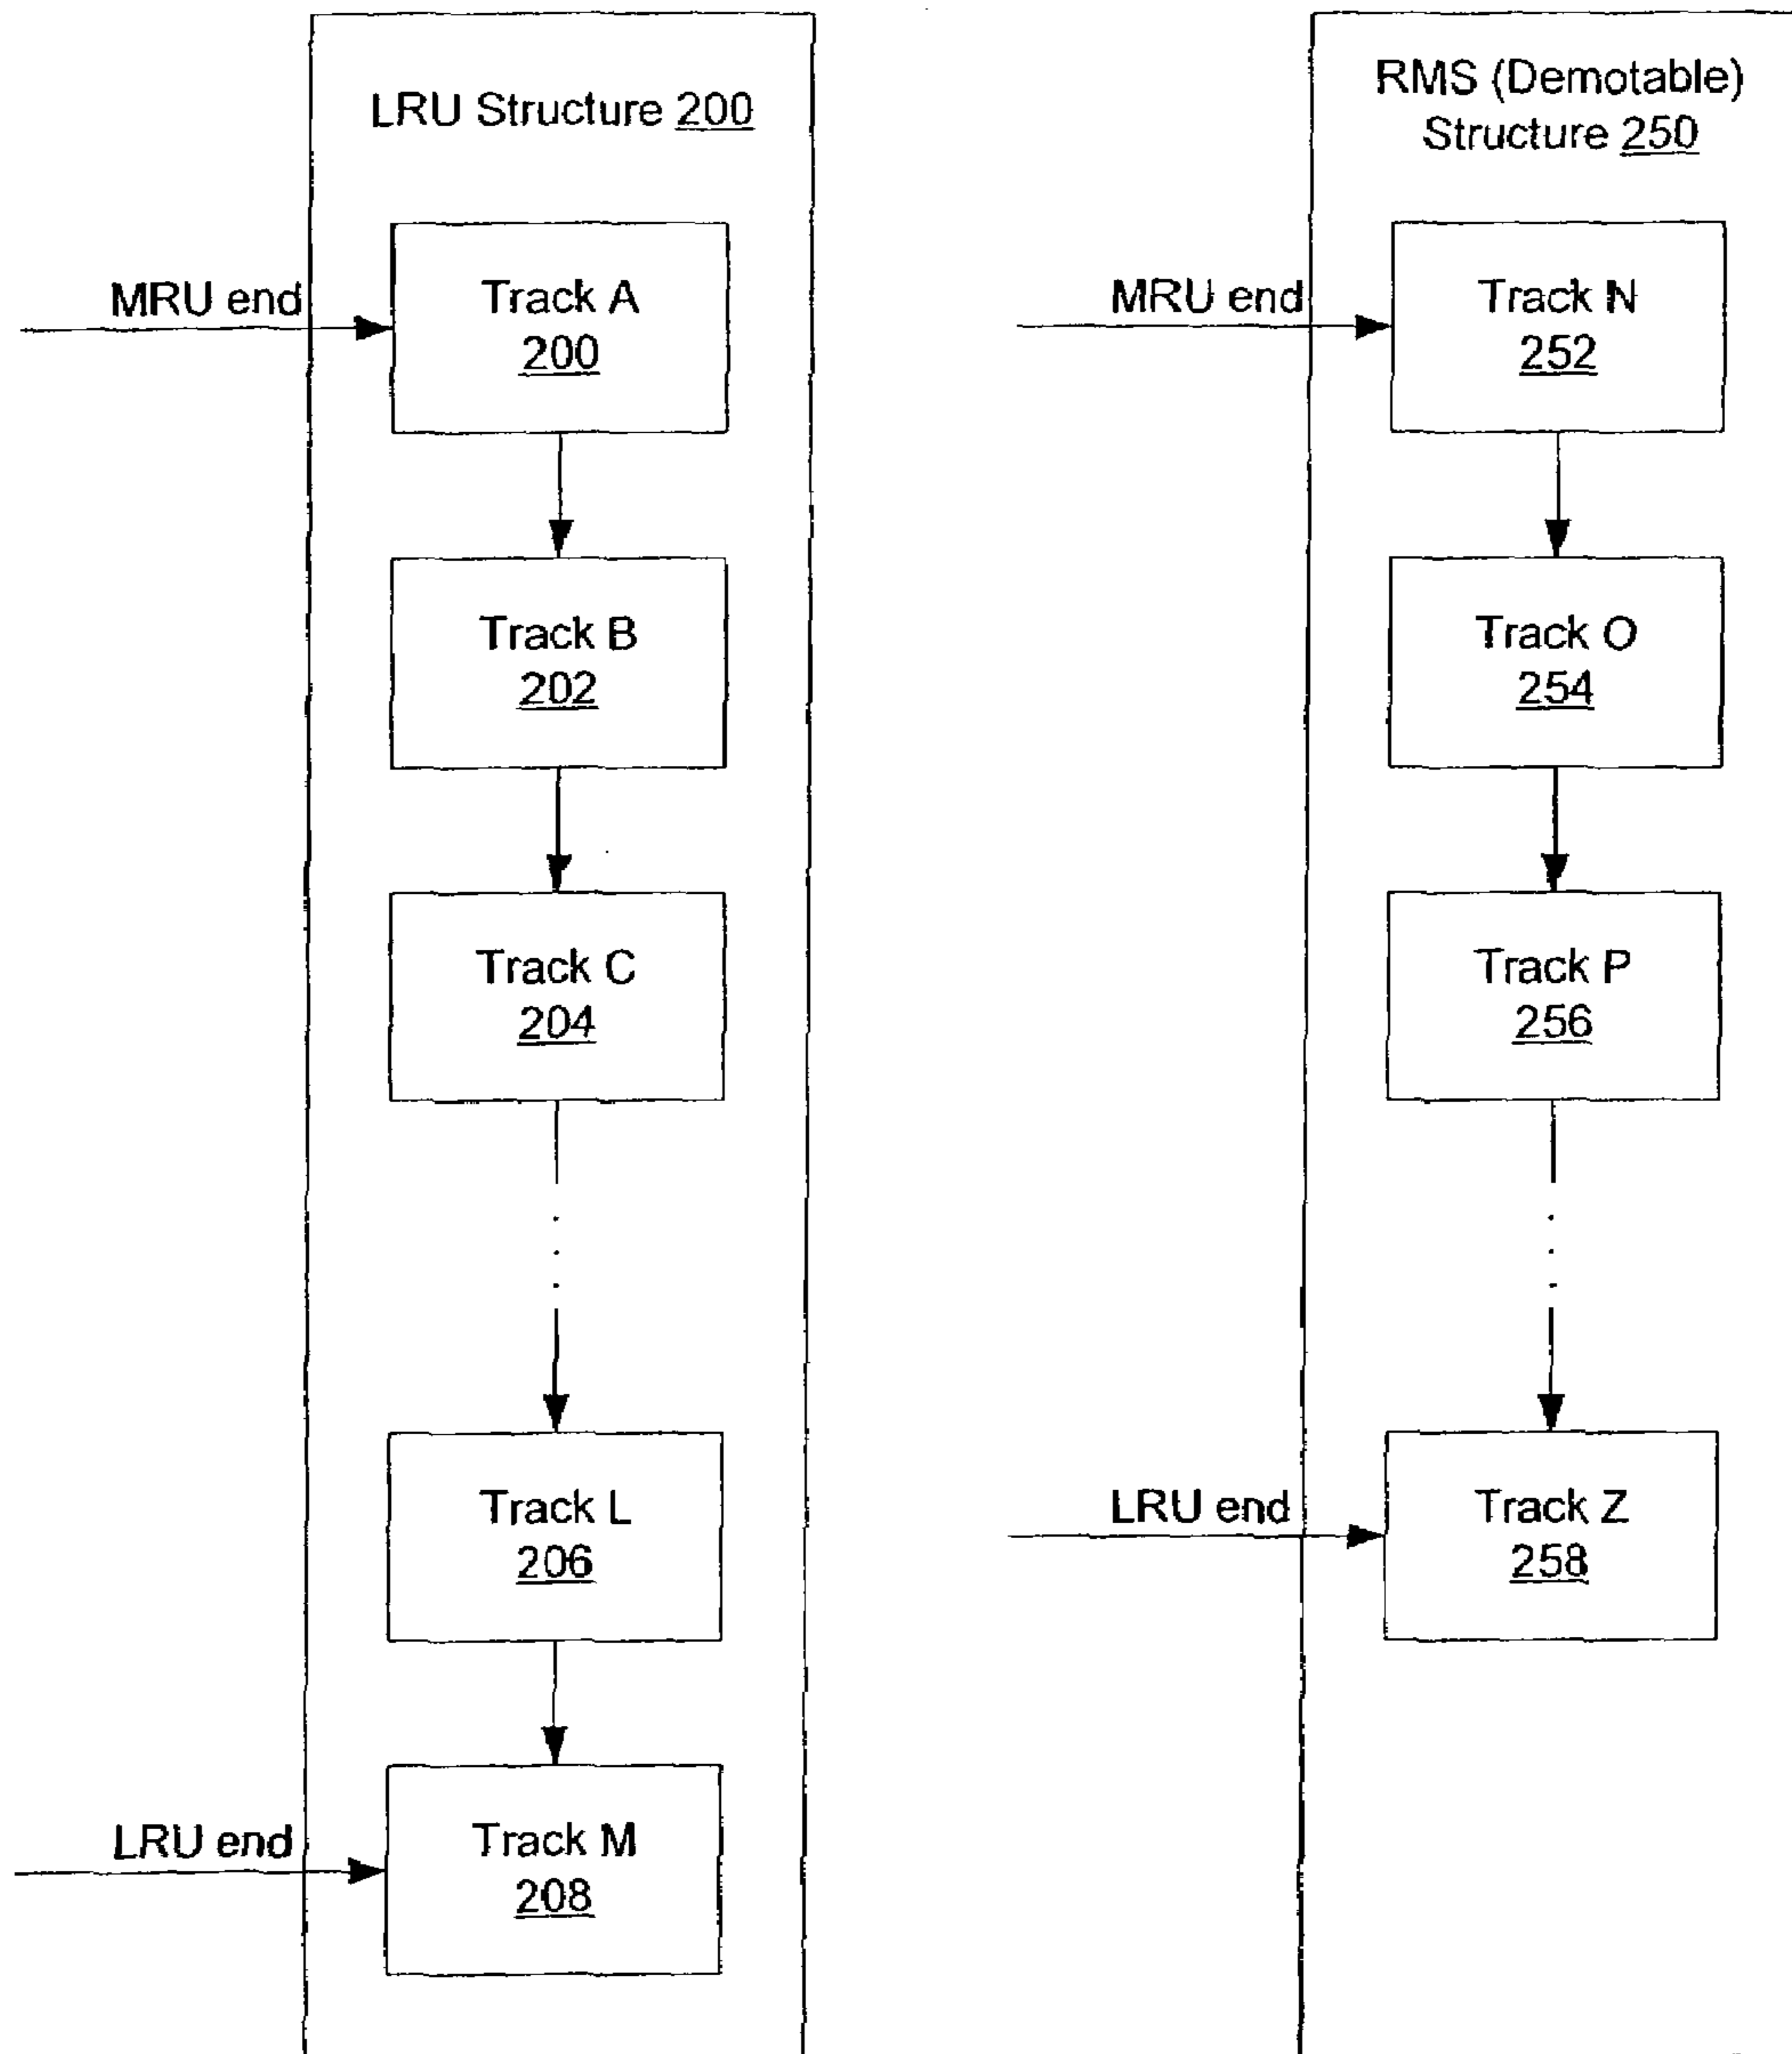 LRU Structure 200
MRU end
Track A
200
Track B
202
Track C
204
Track L
206
LRU end
Track M
208
RMS (Demotable)
Structure 250
MRU end
Track N
252
Track O
254
Track P
256
LRU end
Track Z
258